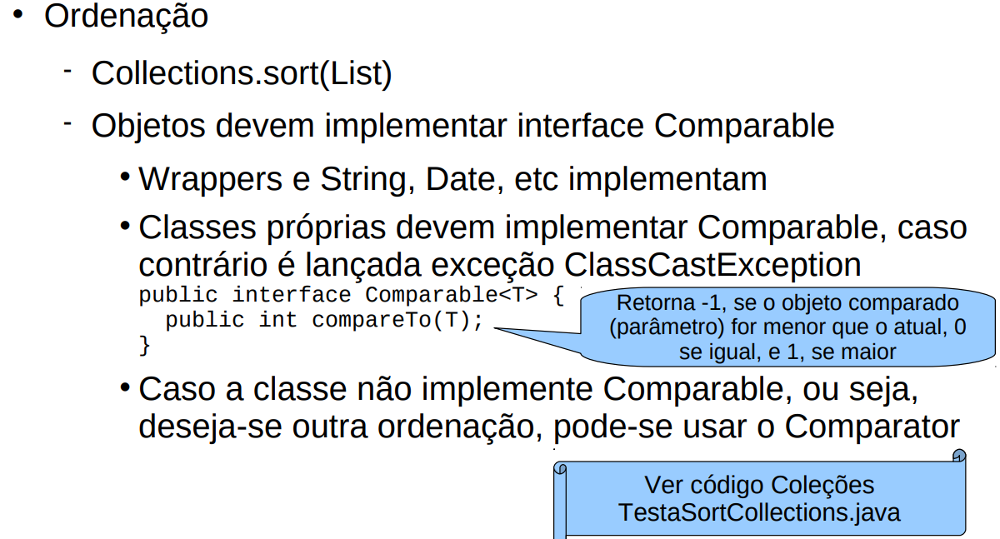 • Ordenação
- Collections.sort(List)
- Objetos devem implementar interface Comparable
• Wrappers e String, Date, etc implementam
• Classes próprias devem implementar Comparable, caso
contrário é lançada exceção ClassCastException
public interface Comparable<T> {
public int compareTo(T);
}
Retorna -1, se o objeto comparado
(parâmetro) for menor que o atual, 0
se igual, e 1, se maior
• Caso a classe não implemente Comparable, ou seja,
deseja-se outra ordenação, pode-se usar o Comparator
Ver código Coleções
TestaSortCollections.java